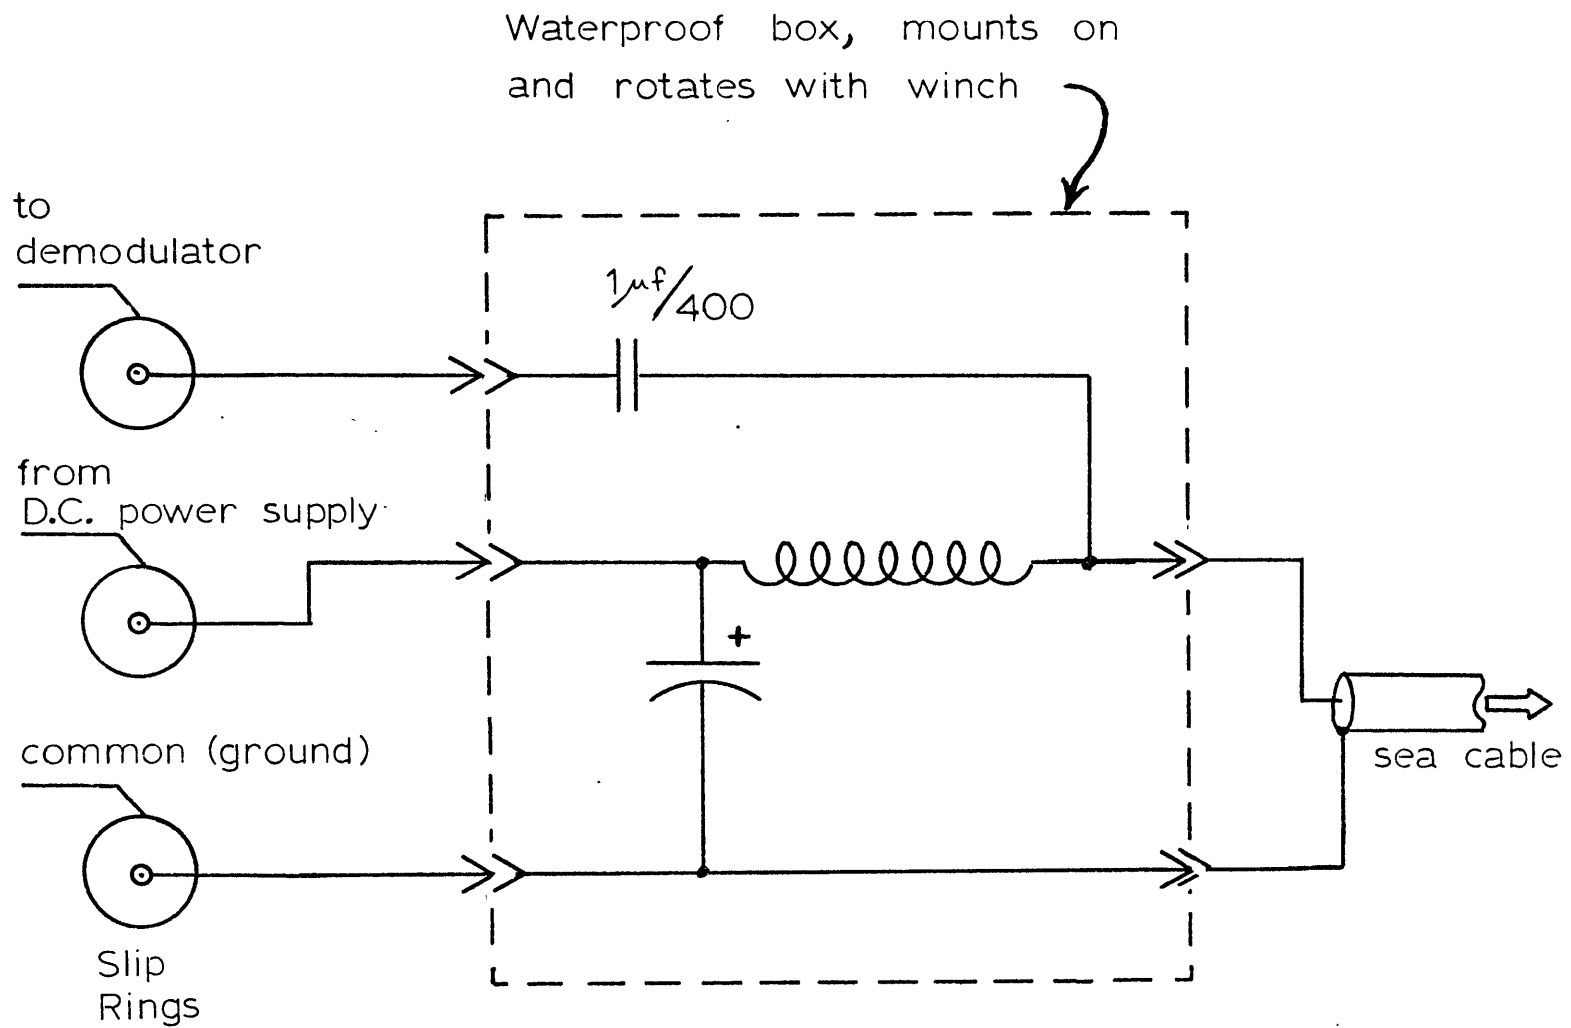 Waterproof box, mounts on
and rotates with winch
to
demodulator
1μf/400
from
D.C. power supply
+
common (ground)
sea cable
Slip
Rings